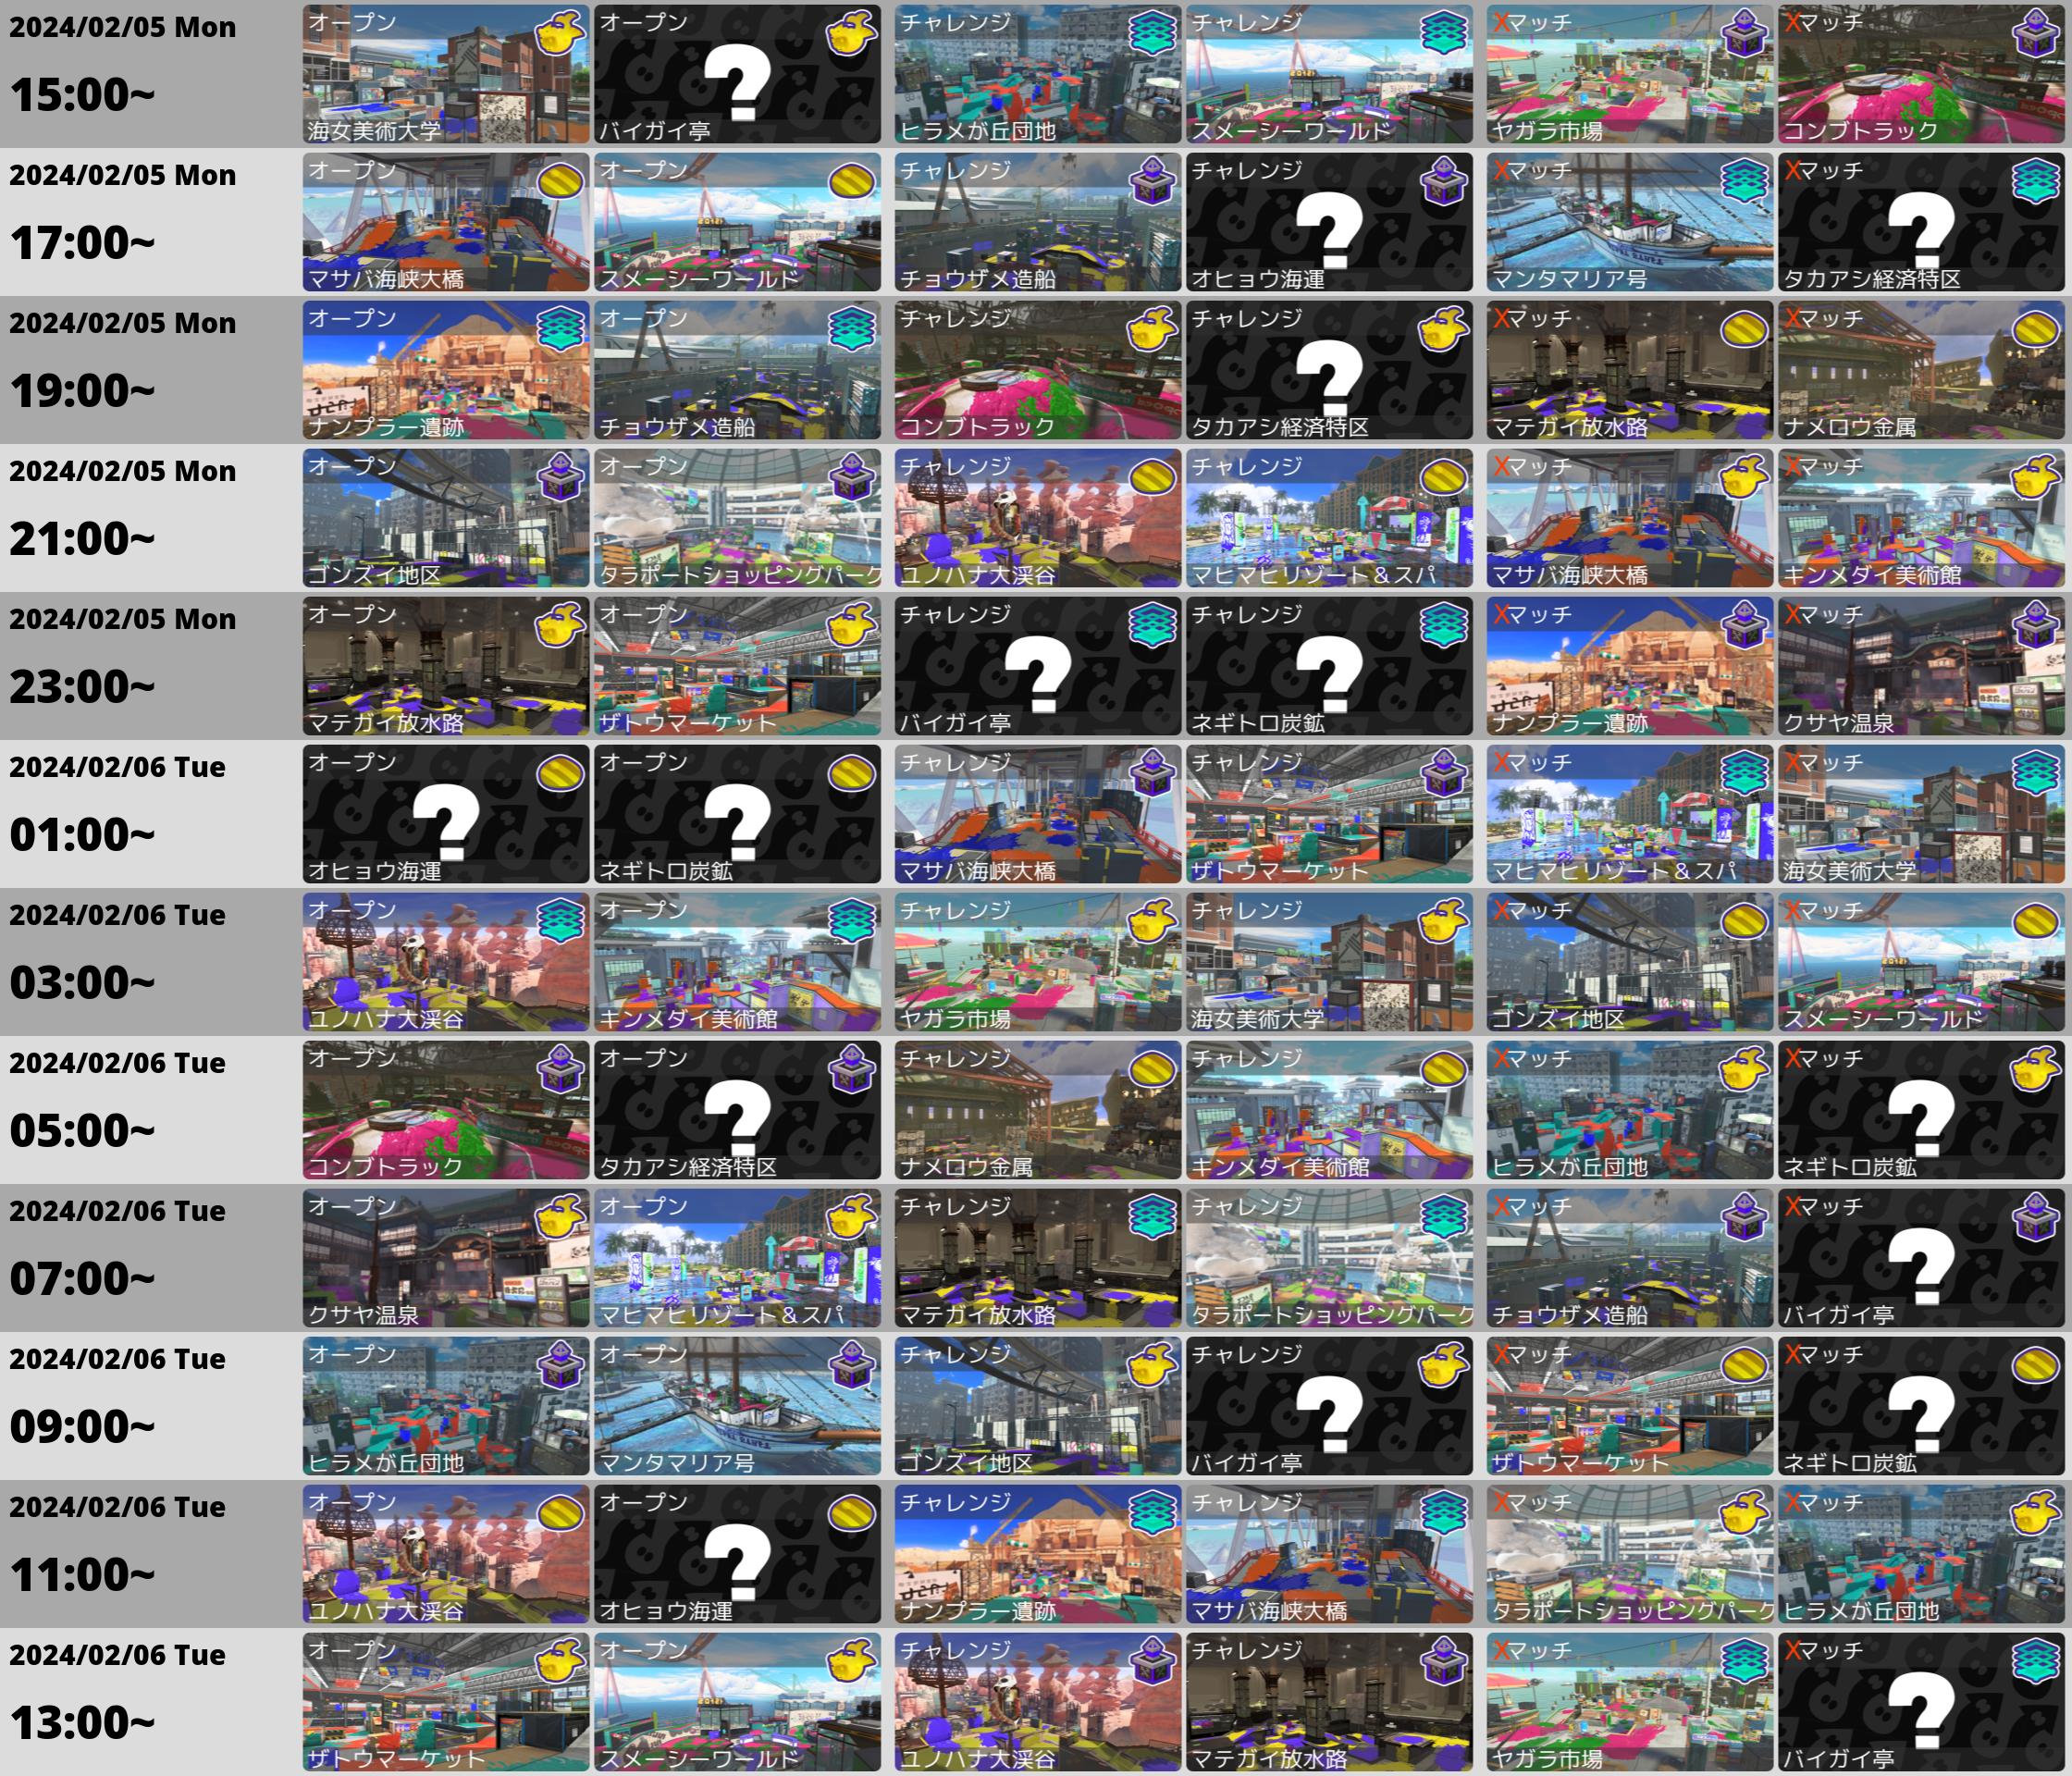 2024/02/05 Mon
15:00~
オープン オープン チャレンジ チャレンジ Xマッチ Xマッチ
海女美術大学 バイガイ亭 ヒラメが丘団地 スメーシーワールド ヤガラ市場 コンブトラック
2024/02/05 Mon
17:00~
オープン オープン チャレンジ チャレンジ Xマッチ Xマッチ
マサバ海峡大橋 スメーシーワールド チョウザメ造船 オヒョウ海運 マンタマリア号 タカアシ経済特区
2024/02/05 Mon
19:00~
オープン オープン チャレンジ チャレンジ Xマッチ Xマッチ
ナンプラー遺跡 チョウザメ造船 コンブトラック タカアシ経済特区 マテガイ放水路 ナメロウ金属
2024/02/05 Mon
21:00~
オープン オープン チャレンジ チャレンジ Xマッチ Xマッチ
ゴンズイ地区 タラポートショッピングパーク ユノハナ大渓谷 マヒマヒリゾート＆スパ マサバ海峡大橋 キンメダイ美術館
2024/02/05 Mon
23:00~
オープン オープン チャレンジ チャレンジ Xマッチ Xマッチ
マテガイ放水路 ザトウマーケット バイガイ亭 ネギトロ炭鉱 ナンプラー遺跡 クサヤ温泉
2024/02/06 Tue
01:00~
オープン オープン チャレンジ チャレンジ Xマッチ Xマッチ
オヒョウ海運 ネギトロ炭鉱 マサバ海峡大橋 ザトウマーケット マヒマヒリゾート＆スパ 海女美術大学
2024/02/06 Tue
03:00~
オープン オープン チャレンジ チャレンジ Xマッチ Xマッチ
ユノハナ大渓谷 キンメダイ美術館 ヤガラ市場 海女美術大学 ゴンズイ地区 スメーシーワールド
2024/02/06 Tue
05:00~
オープン オープン チャレンジ チャレンジ Xマッチ Xマッチ
コンブトラック タカアシ経済特区 ナメロウ金属 キンメダイ美術館 ヒラメが丘団地 ネギトロ炭鉱
2024/02/06 Tue
07:00~
オープン オープン チャレンジ チャレンジ Xマッチ Xマッチ
クサヤ温泉 マヒマヒリゾート＆スパ マテガイ放水路 タラポートショッピングパーク チョウザメ造船 バイガイ亭
2024/02/06 Tue
09:00~
オープン オープン チャレンジ チャレンジ Xマッチ Xマッチ
ヒラメが丘団地 マンタマリア号 ゴンズイ地区 バイガイ亭 ザトウマーケット ネギトロ炭鉱
2024/02/06 Tue
11:00~
オープン オープン チャレンジ チャレンジ Xマッチ Xマッチ
ユノハナ大渓谷 オヒョウ海運 ナンプラー遺跡 マサバ海峡大橋 タラポートショッピングパーク ヒラメが丘団地
2024/02/06 Tue
13:00~
オープン オープン チャレンジ チャレンジ Xマッチ Xマッチ
ザトウマーケット スメーシーワールド ユノハナ大渓谷 マテガイ放水路 ヤガラ市場 バイガイ亭